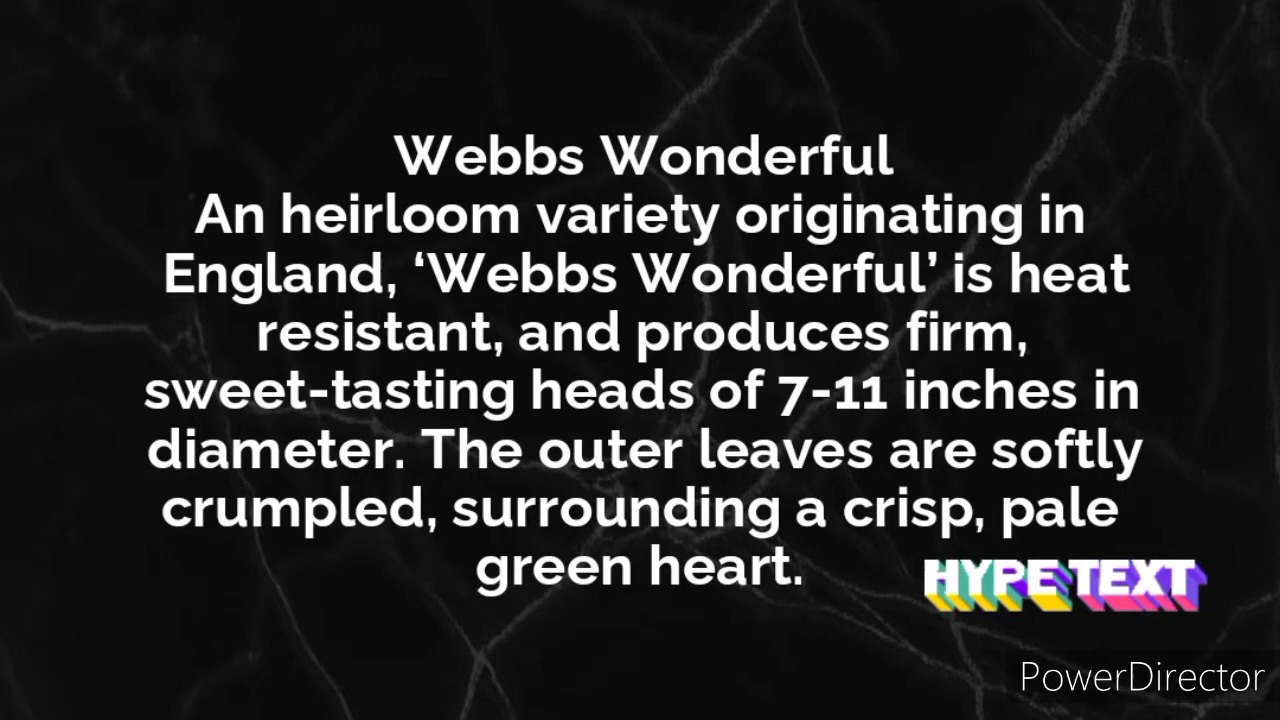 Webbs Wonderful
An heirloom variety originating in
England, ‘Webbs Wonderful’ is heat
resistant, and produces firm,
sweet-tasting heads of 7-11 inches in
diameter. The outer leaves are softly
crumpled, surrounding a crisp, pale
green heart.
HYPE TEXT
PowerDirector